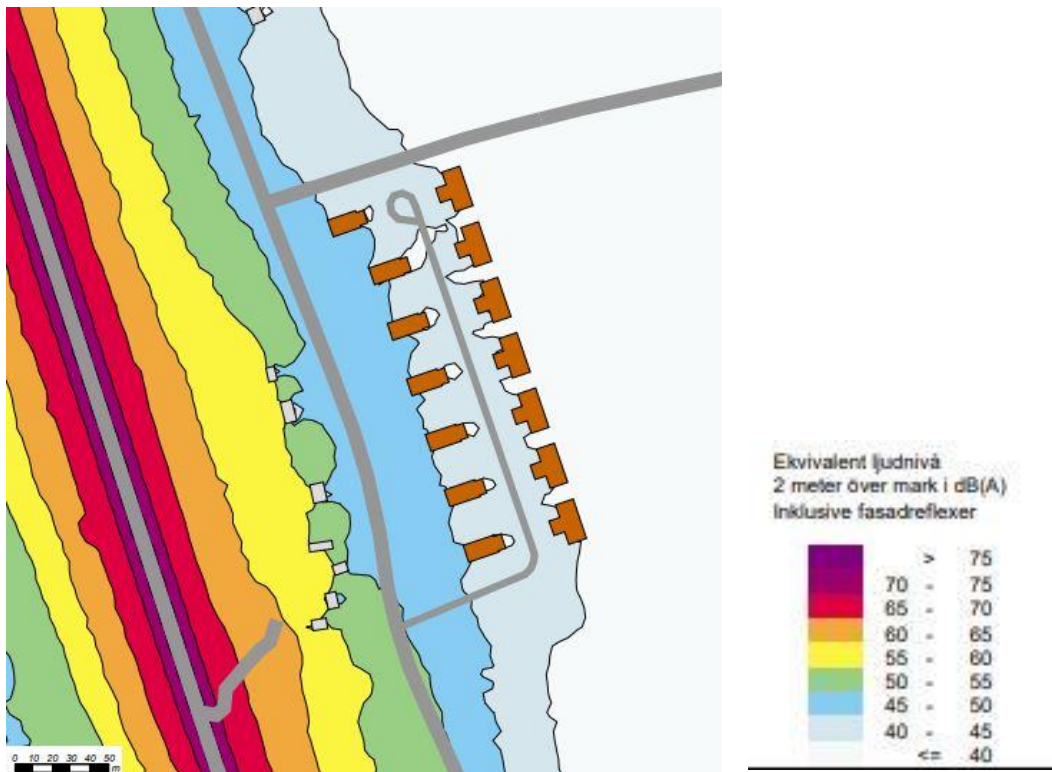 Ekvivalent ljudnivå
2 meter över mark i dB(A)
Inklusive fasadreflexer
> 75
70 - 75
65 - 70
60 - 65
55 - 60
50 - 55
45 - 50
40 - 45
<= 40
0 10 20 30 40 50
m